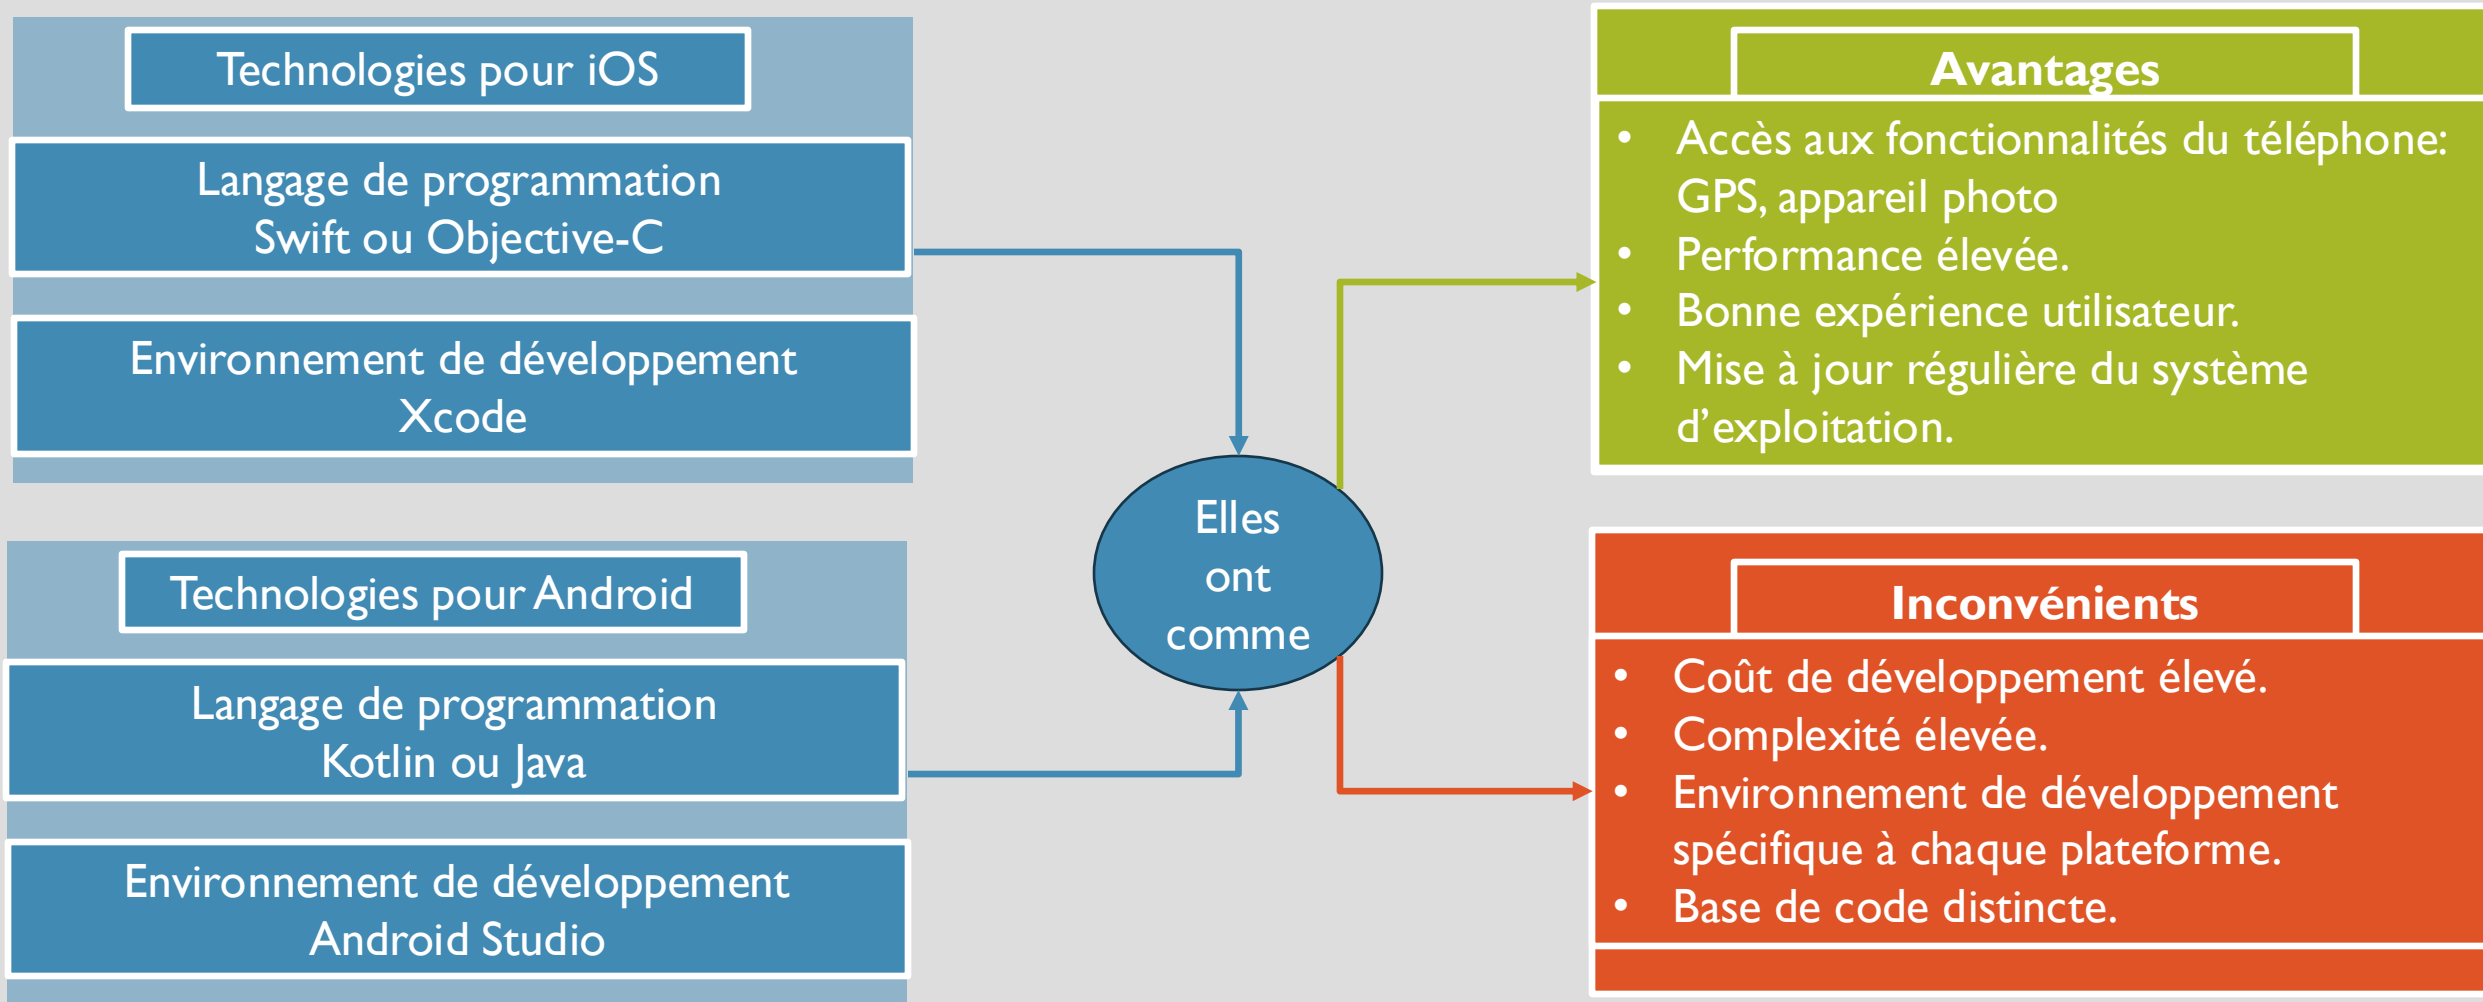 Technologies pour iOS
Langage de programmation
Swift ou Objective-C
Environnement de développement
Xcode
Technologies pour Android
Langage de programmation
Kotlin ou Java
Environnement de développement
Android Studio
Elles
ont
comme
Avantages
• Accès aux fonctionnalités du téléphone:
GPS, appareil photo
• Performance élevée.
• Bonne expérience utilisateur.
• Mise à jour régulière du système
d’exploitation.
Inconvénients
• Coût de développement élevé.
• Complexité élevée.
• Environnement de développement
spécifique à chaque plateforme.
• Base de code distincte.